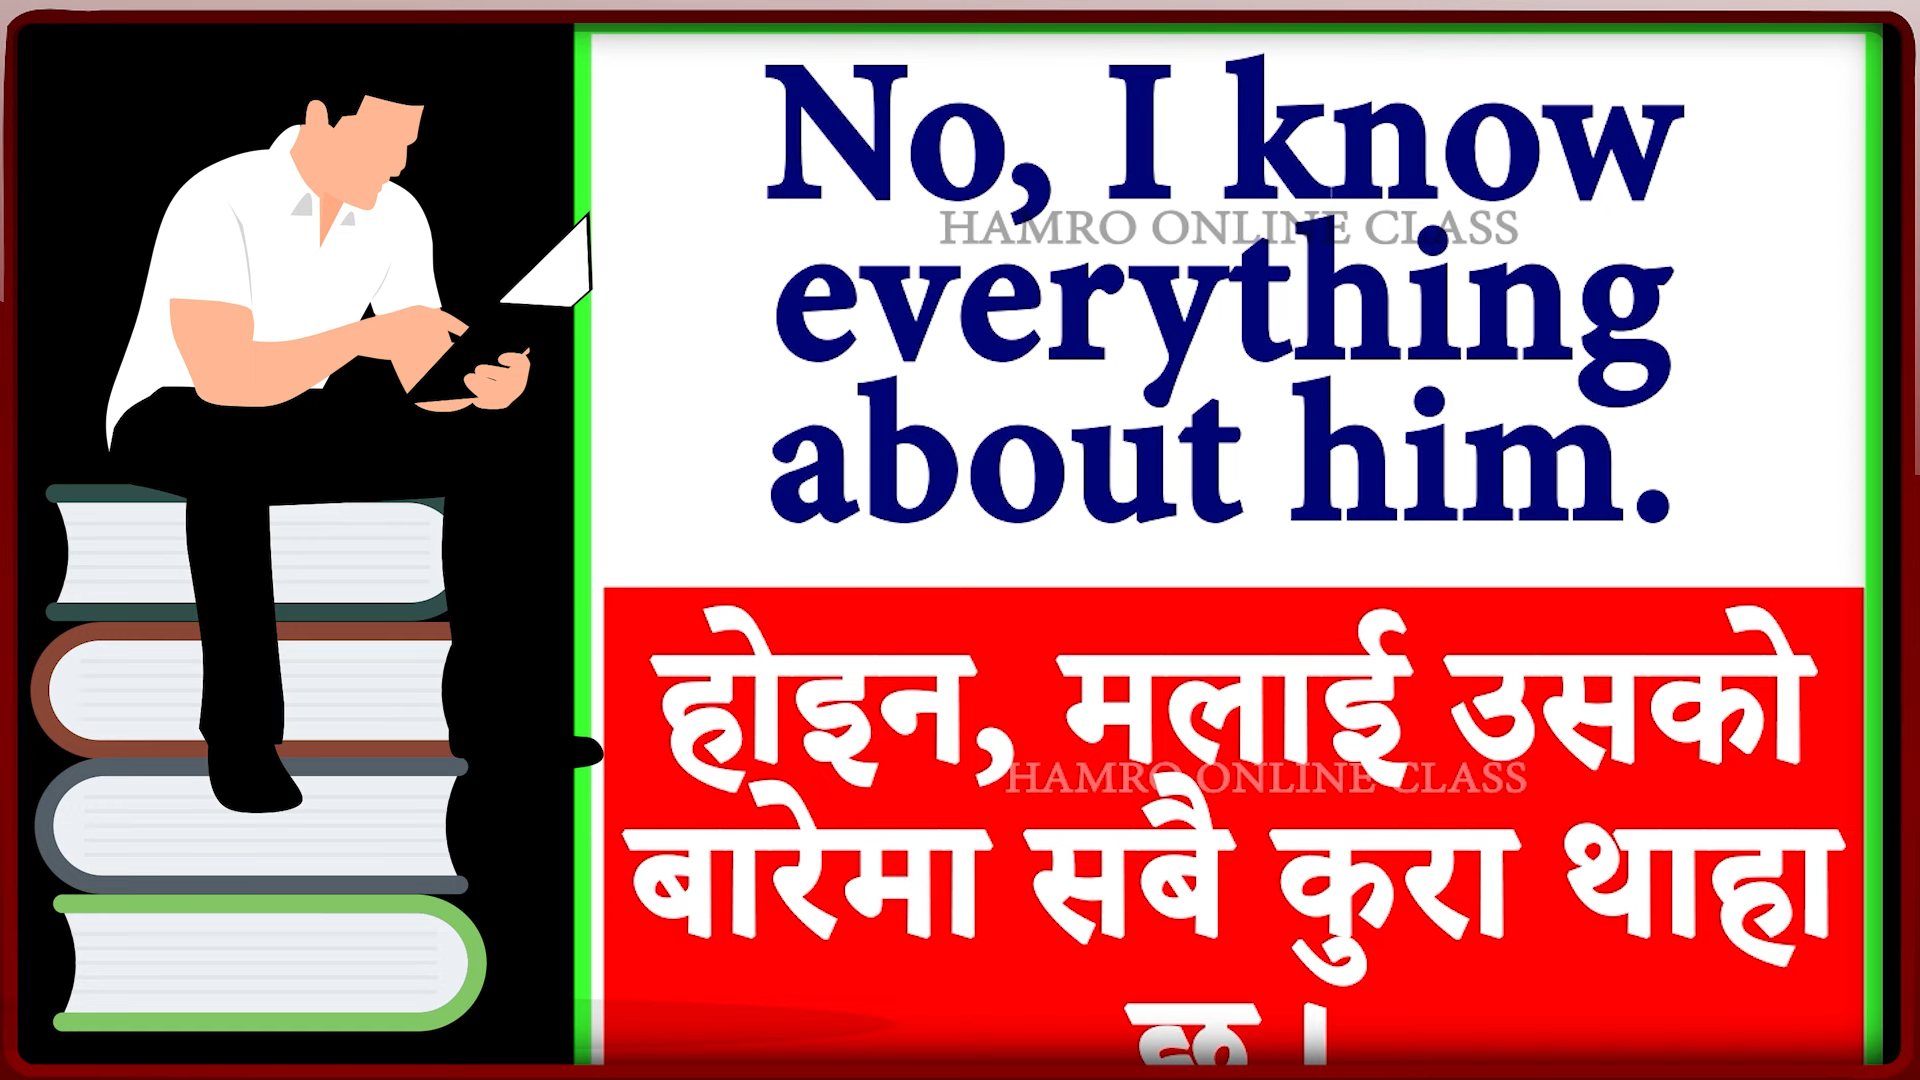 No, I know
HAMRO ONLINE CLASS
everything
about him.
होइन, मलाई उसको
HAMRO ONLINE CLASS
बारेमा सबै कुरा थाहा
छ।